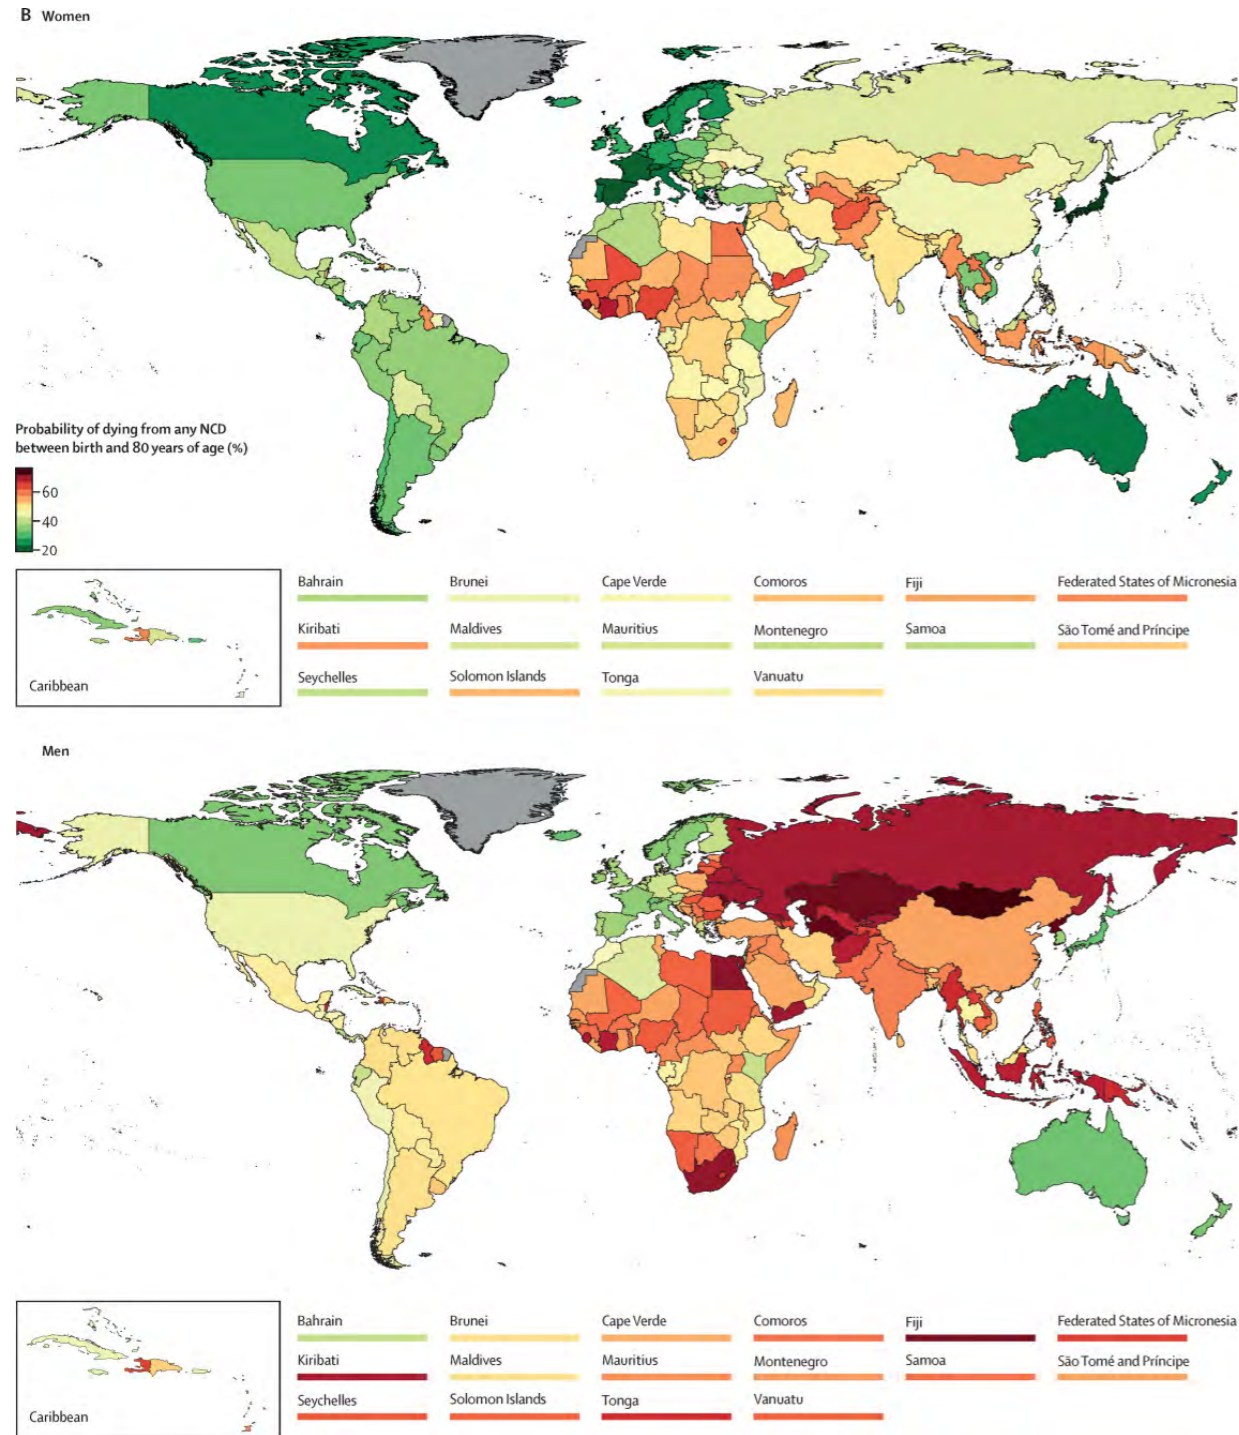 B Women
Probability of dying from any NCD
between birth and 80 years of age (%)
60
40
20
Caribbean
Bahrain Brunei Cape Verde Comoros Fiji Federated States of Micronesia
Kiribati Maldives Mauritius Montenegro Samoa São Tomé and Príncipe
Seychelles Solomon Islands Tonga Vanuatu
Men
Caribbean
Bahrain Brunei Cape Verde Comoros Fiji Federated States of Micronesia
Kiribati Maldives Mauritius Montenegro Samoa São Tomé and Príncipe
Seychelles Solomon Islands Tonga Vanuatu